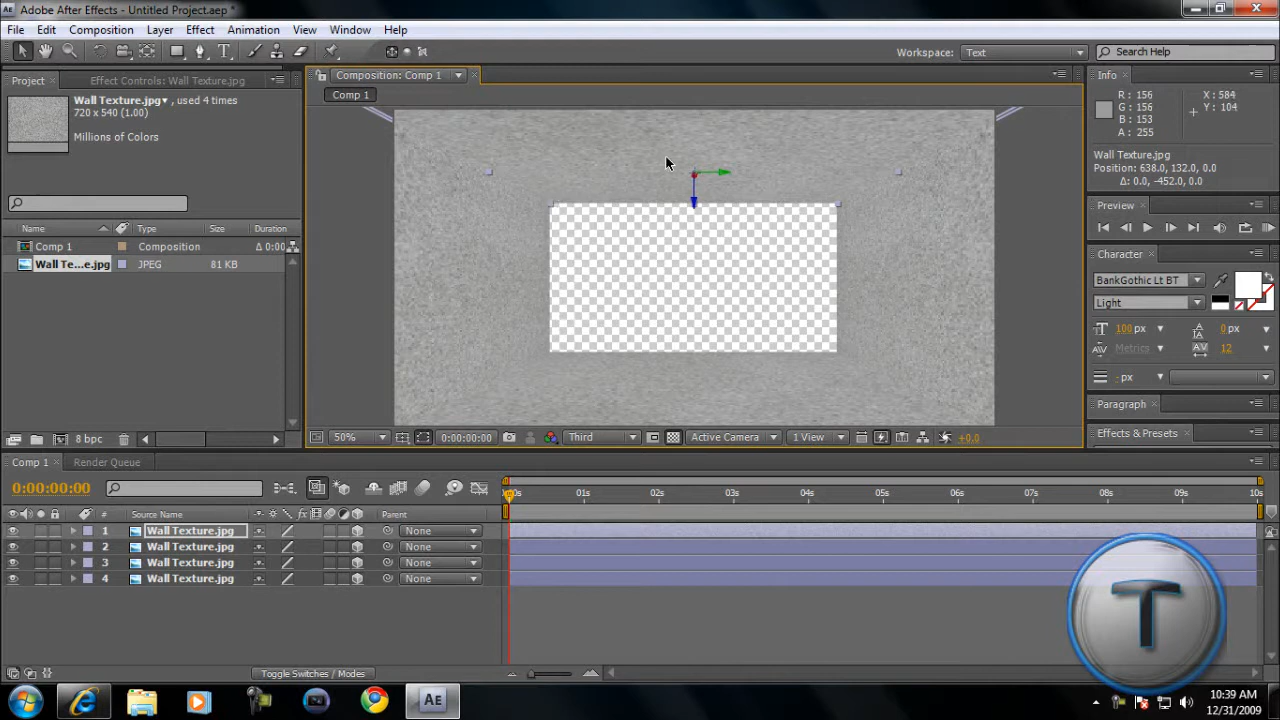 Adobe After Effects - Untitled Project.aep *
File Edit Composition Layer Effect Animation View Window Help
Workspace: Text Search Help
Project Effect Controls: Wall Texture.jpg
Wall Texture.jpg▾ , used 4 times
720 x 540 (1.00)
Millions of Colors
Name Type Size Duration
Comp 1 Composition Δ 0:00
Wall Te...e.jpg JPEG 81 KB
8 bpc
Composition: Comp 1
Comp 1
50% 0:00:00:00 Third Active Camera 1 View +0.0
Info
R : 156 X : 584
G : 156 Y : 104
B : 153
A : 255
Wall Texture.jpg
Position: 638.0, 132.0, 0.0
Δ: 0.0, -452.0, 0.0
Preview
Character
BankGothic Lt BT
Light
100 px 0 px
Metrics 12
- px
Paragraph
Effects & Presets
Comp 1 Render Queue
0:00:00:00
# Source Name Parent
1 Wall Texture.jpg None
2 Wall Texture.jpg None
3 Wall Texture.jpg None
4 Wall Texture.jpg None
01s 02s 03s 04s 05s 06s 07s 08s 09s 10s
Toggle Switches / Modes
T
Ae
10:39 AM
12/31/2009